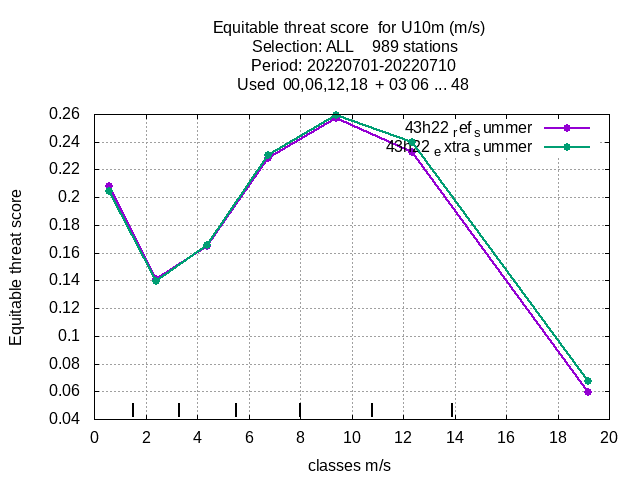 Equitable threat score  for U10m (m/s)
Selection: ALL    989 stations
Period: 20220701-20220710
Used  00,06,12,18  + 03 06 ... 48
0.26
0.24
0.22
0.2
0.18
0.16
0.14
0.12
0.1
0.08
0.06
0.04
Equitable threat score
43h22 ref summer
43h22 extra summer
0 2 4 6 8 10 12 14 16 18 20
classes m/s